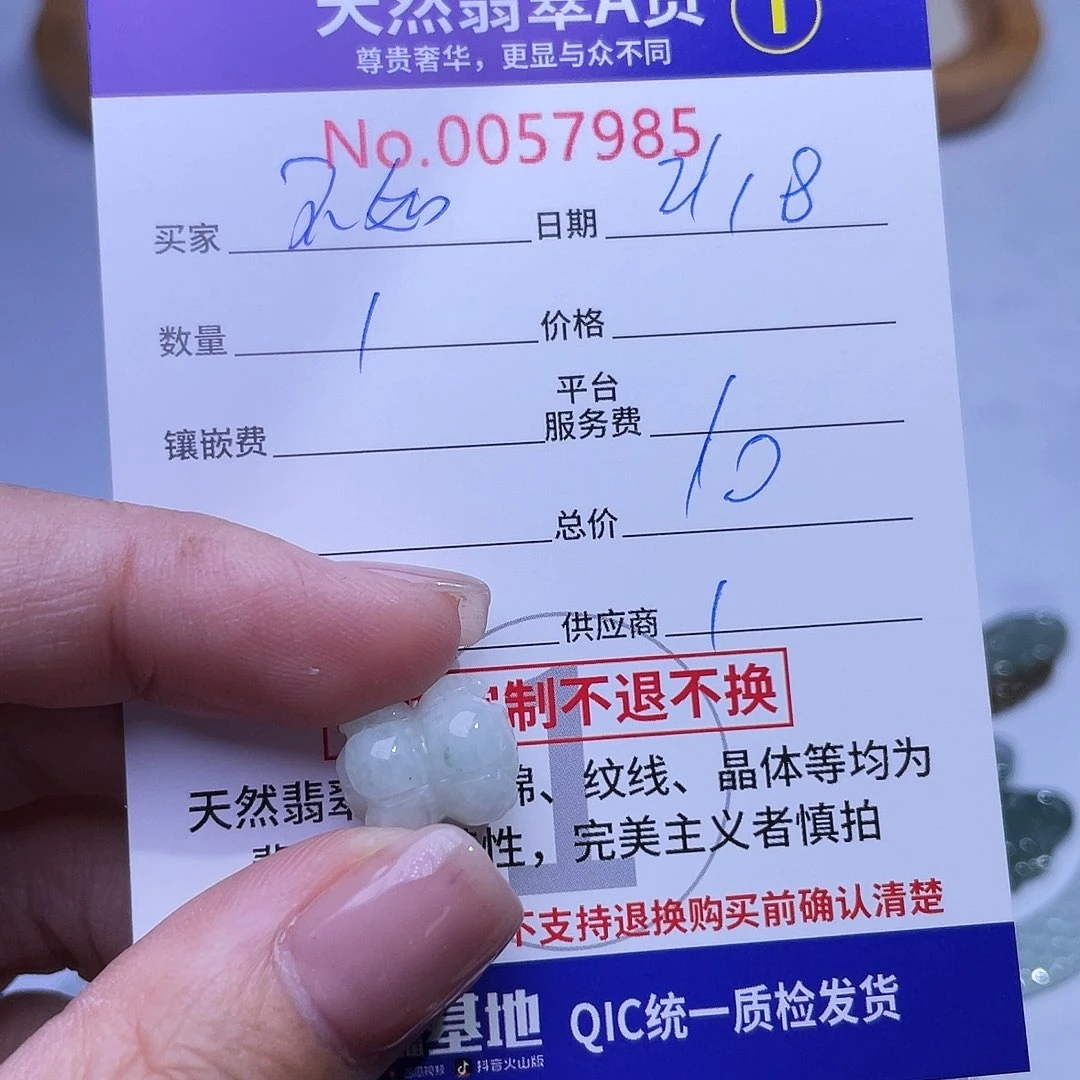 天然翡翠A货 1
尊贵奢华，更显与众不同
No.0057985
买家 日期
数量 1 价格
平台
镶嵌费 服务费 10
总价
供应商 1
制不退不换
天然翡翠 棉、纹线、晶体等均为
性，完美主义者慎拍
不支持退换购买前确认清楚
基地 QIC统一质检发货
西瓜视频 抖音火山版